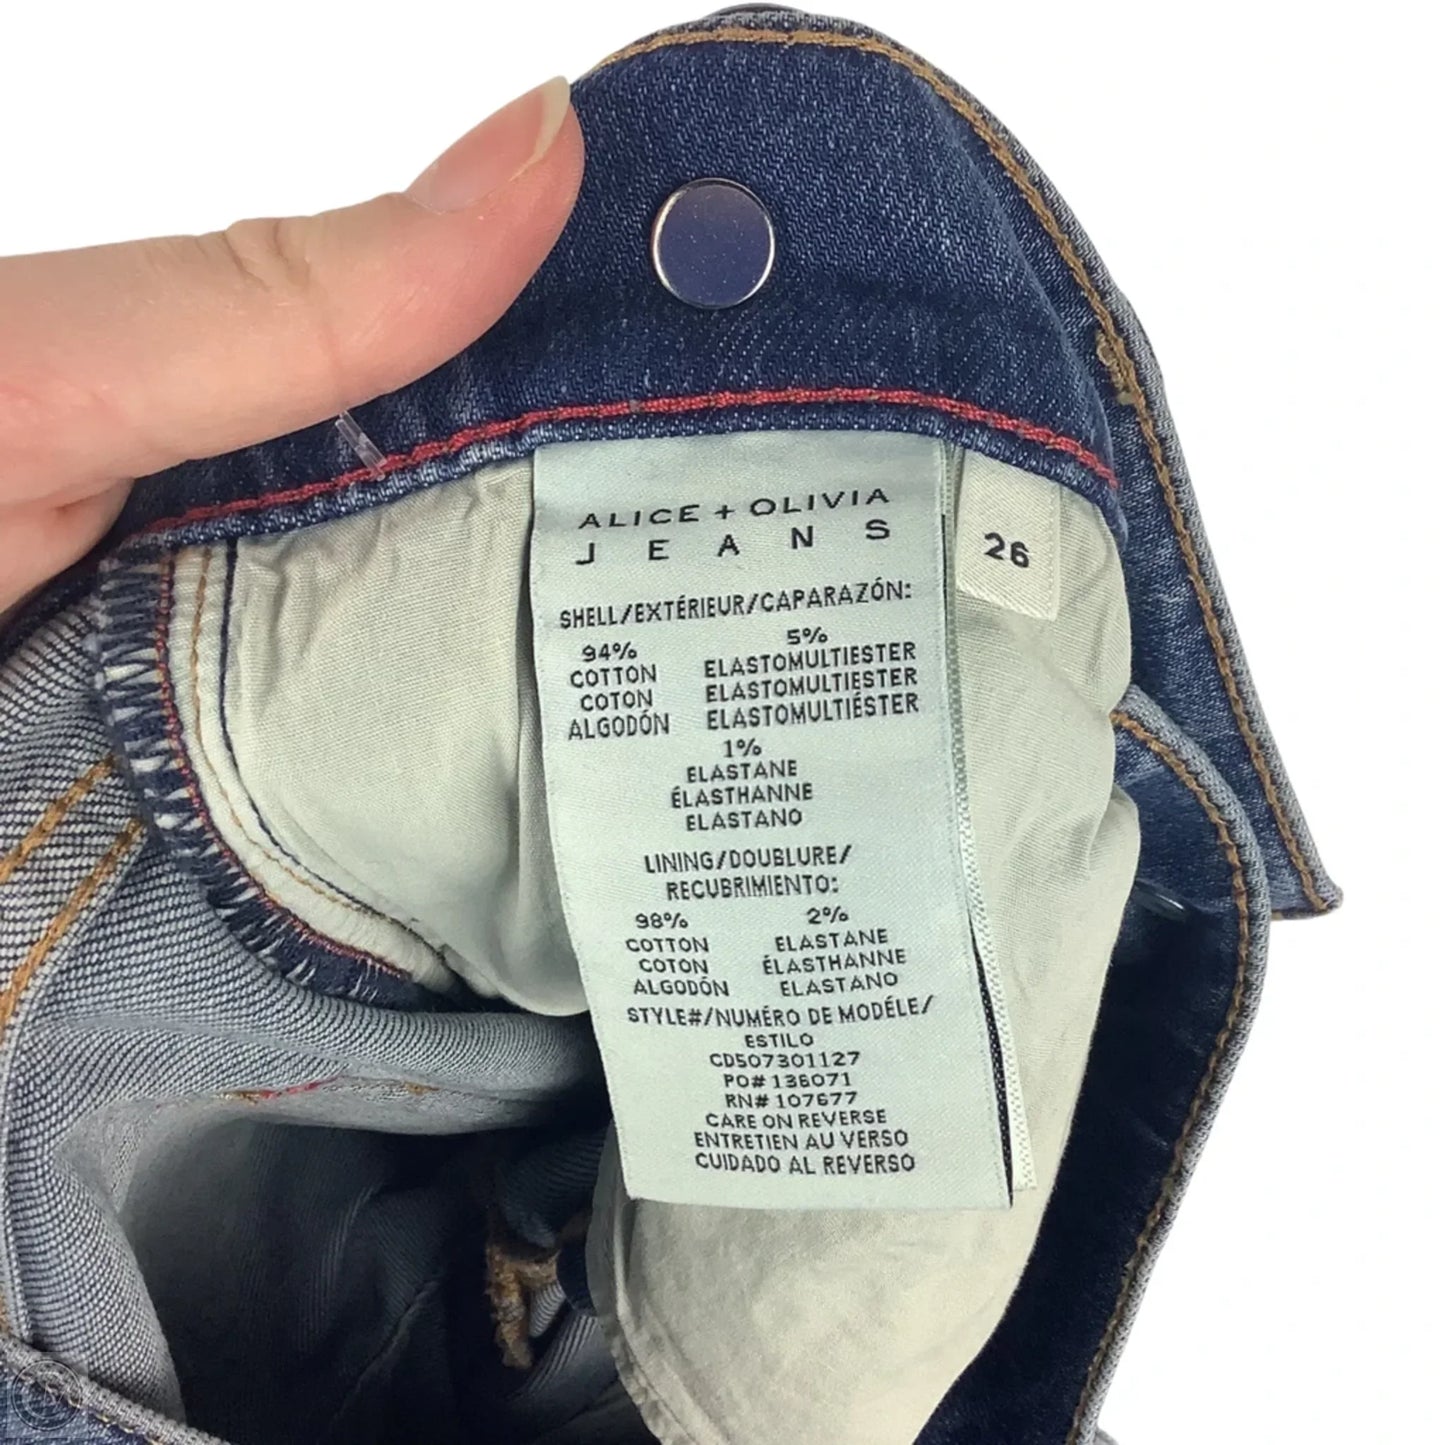 ALICE + OLIVIA
JEANS
26
SHELL/EXTÉRIEUR/CAPARAZÓN:
94% 5%
COTTON ELASTOMULTIESTER
COTON ELASTOMULTIESTER
ALGODÓN ELASTOMULTIÉSTER
1%
ELASTANE
ÉLASTHANNE
ELASTANO
LINING/DOUBLURE/
RECUBRIMIENTO:
98% 2%
COTTON ELASTANE
COTON ÉLASTHANNE
ALGODÓN ELASTANO
STYLE#/NUMÉRO DE MODÉLE/
ESTILO
CD507301127
PO# 136071
RN# 107677
CARE ON REVERSE
ENTRETIEN AU VERSO
CUIDADO AL REVERSO